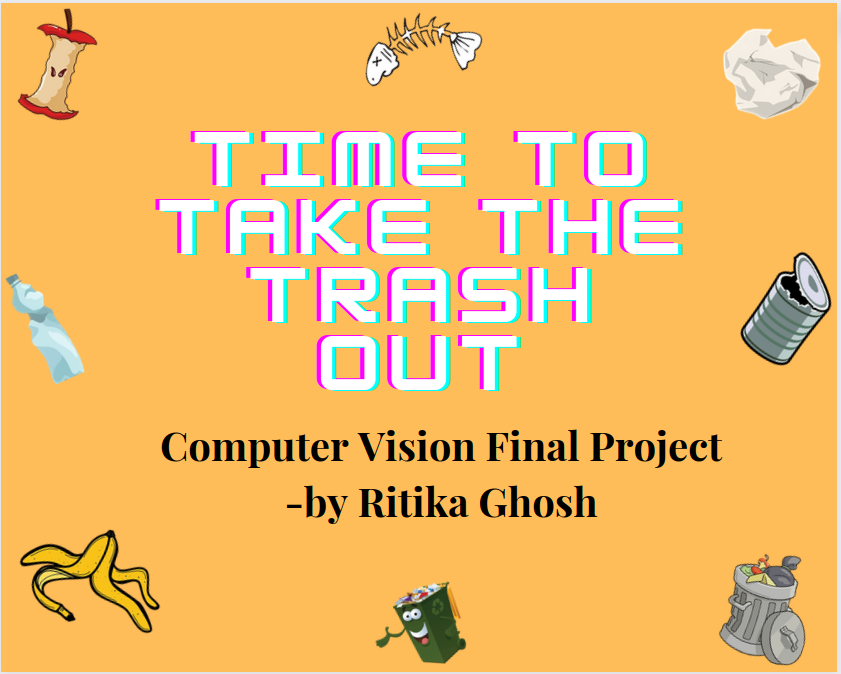 TIME TO
TAKE THE
TRASH
OUT
Computer Vision Final Project
-by Ritika Ghosh